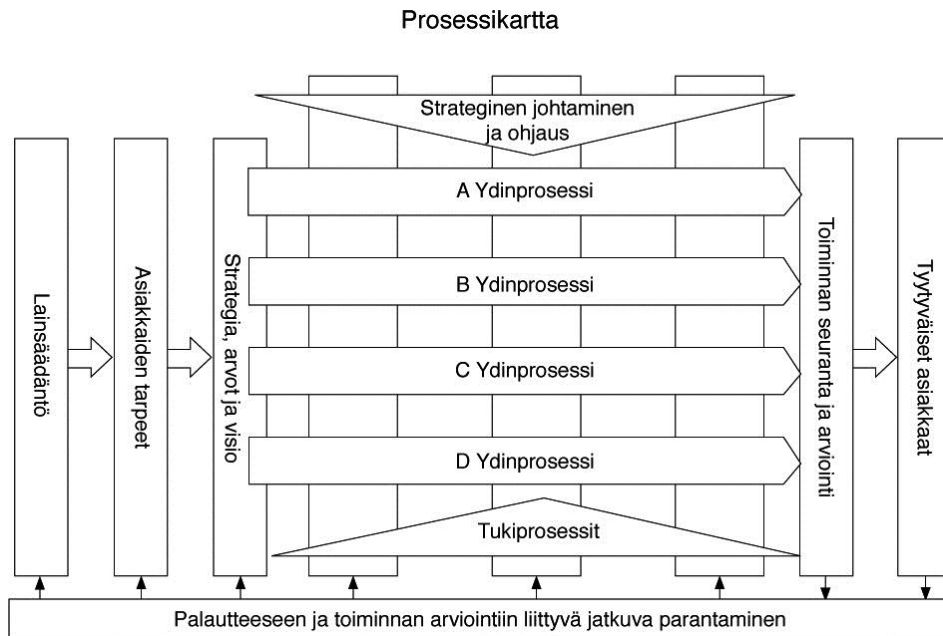 Prosessikartta
Strateginen johtaminen
ja ohjaus
Lainsäädäntö
Asiakkaiden tarpeet
Strategia, arvot ja visio
A Ydinprosessi
B Ydinprosessi
C Ydinprosessi
D Ydinprosessi
Tukiprosessit
Toiminnan seuranta ja arviointi
Tyytyväiset asiakkaat
Palautteeseen ja toiminnan arviointiin liittyvä jatkuva parantaminen